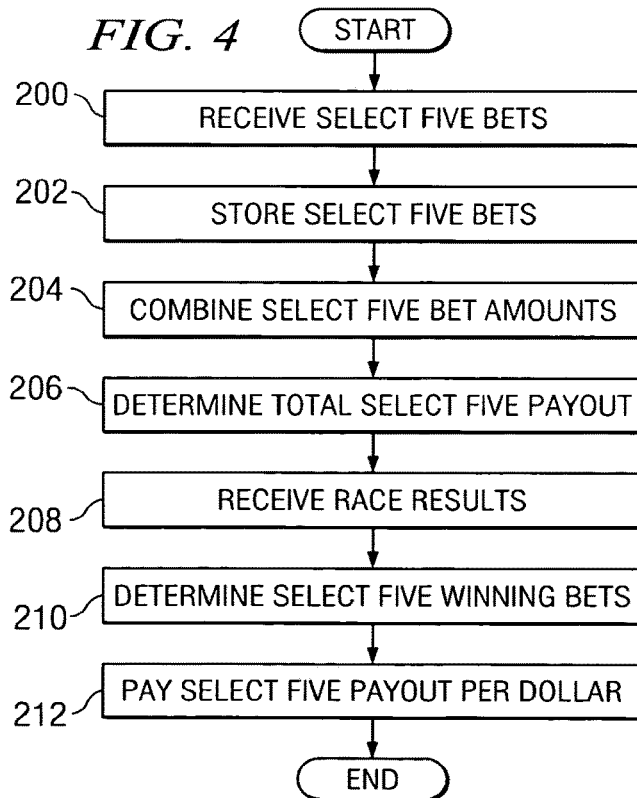 FIG. 4
START
200
RECEIVE SELECT FIVE BETS
202
STORE SELECT FIVE BETS
204
COMBINE SELECT FIVE BET AMOUNTS
206
DETERMINE TOTAL SELECT FIVE PAYOUT
208
RECEIVE RACE RESULTS
210
DETERMINE SELECT FIVE WINNING BETS
212
PAY SELECT FIVE PAYOUT PER DOLLAR
END